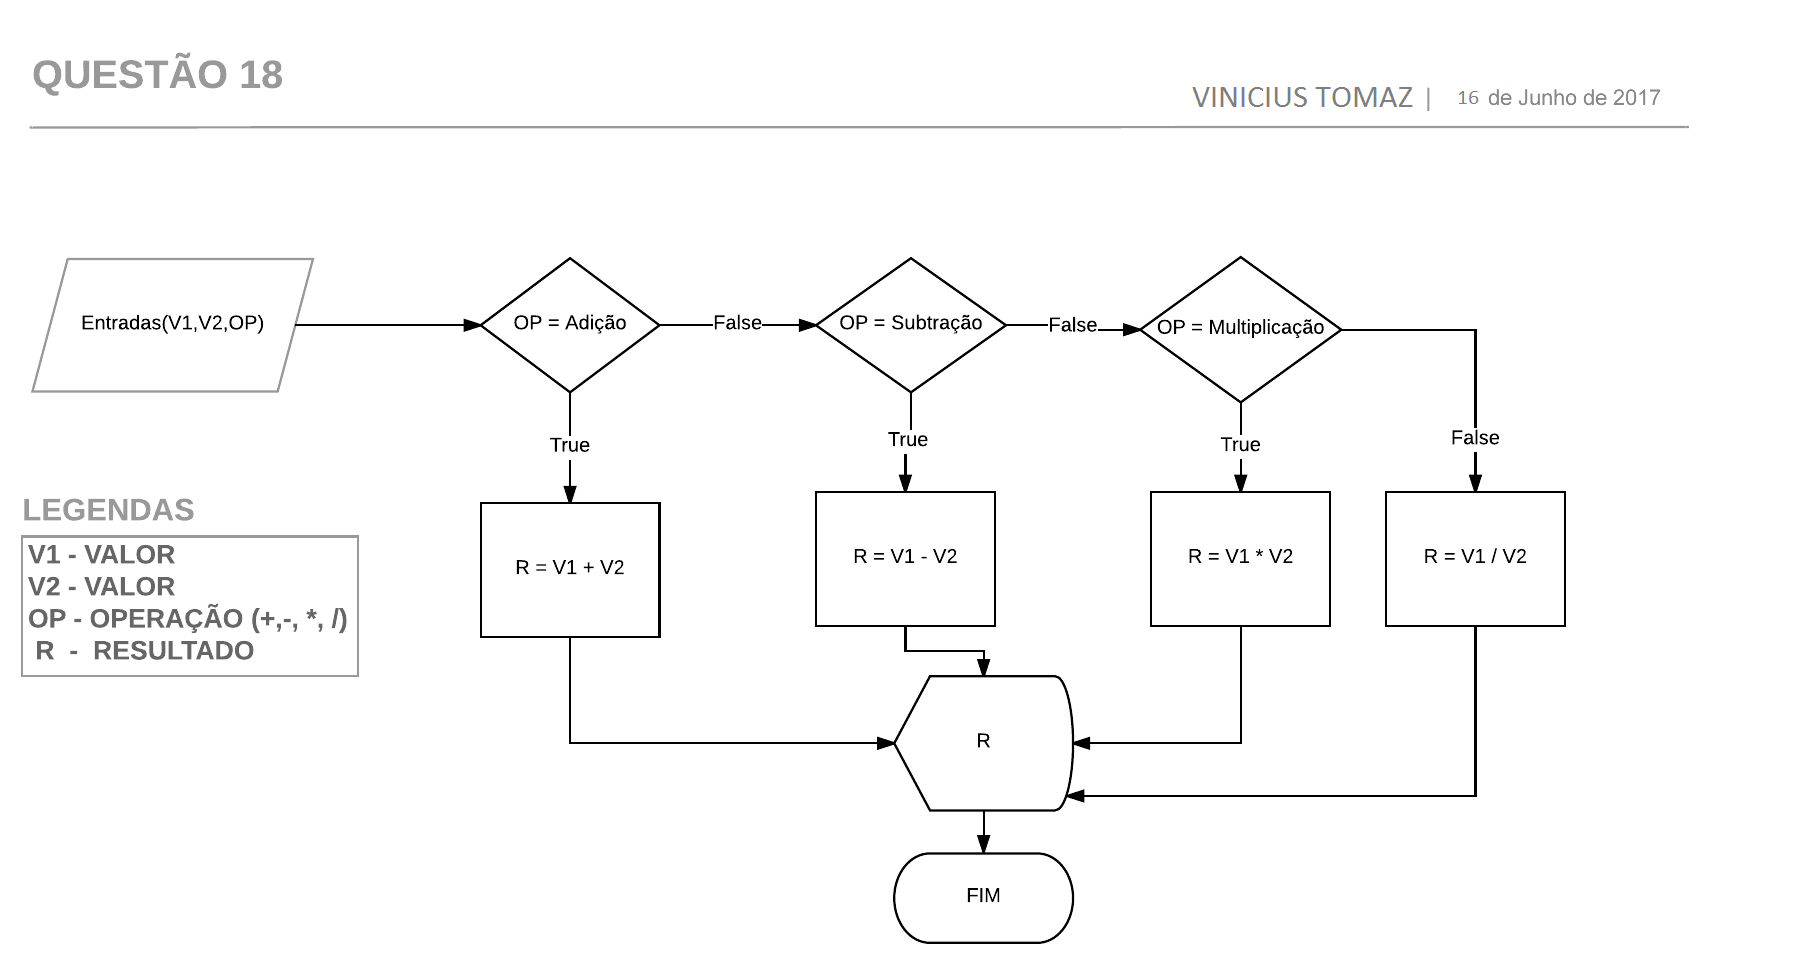 QUESTÃO 18
VINICIUS TOMAZ | 16 de Junho de 2017
Entradas(V1,V2,OP)
OP = Adição
False
OP = Subtração
False
OP = Multiplicação
True
True
True
False
LEGENDAS
V1 - VALOR
V2 - VALOR
OP - OPERAÇÃO (+,-, *, /)
R - RESULTADO
R = V1 + V2
R = V1 - V2
R = V1 * V2
R = V1 / V2
R
FIM